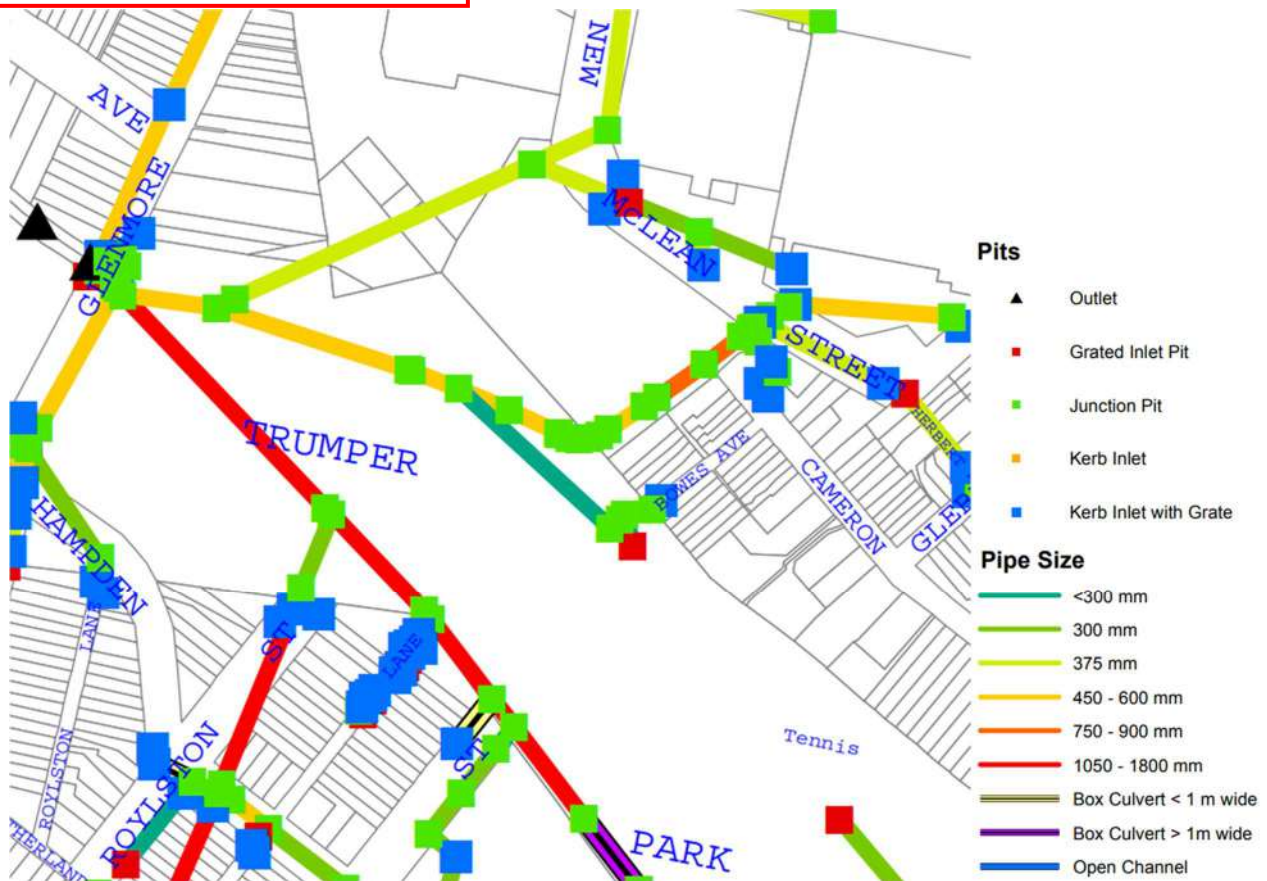 NEW
AVE
GLENMORE
MCLEAN
STREET
TRUMPER
HERBERT
BOWES AVE
CAMERON
HAMPDEN
LANE
ST
LANE
ROYLSTON
ROYLSTON
ST
Tennis
PARK
Pits
Outlet
Grated Inlet Pit
Junction Pit
Kerb Inlet
Kerb Inlet with Grate
Pipe Size
<300 mm
300 mm
375 mm
450 - 600 mm
750 - 900 mm
1050 - 1800 mm
Box Culvert < 1 m wide
Box Culvert > 1m wide
Open Channel